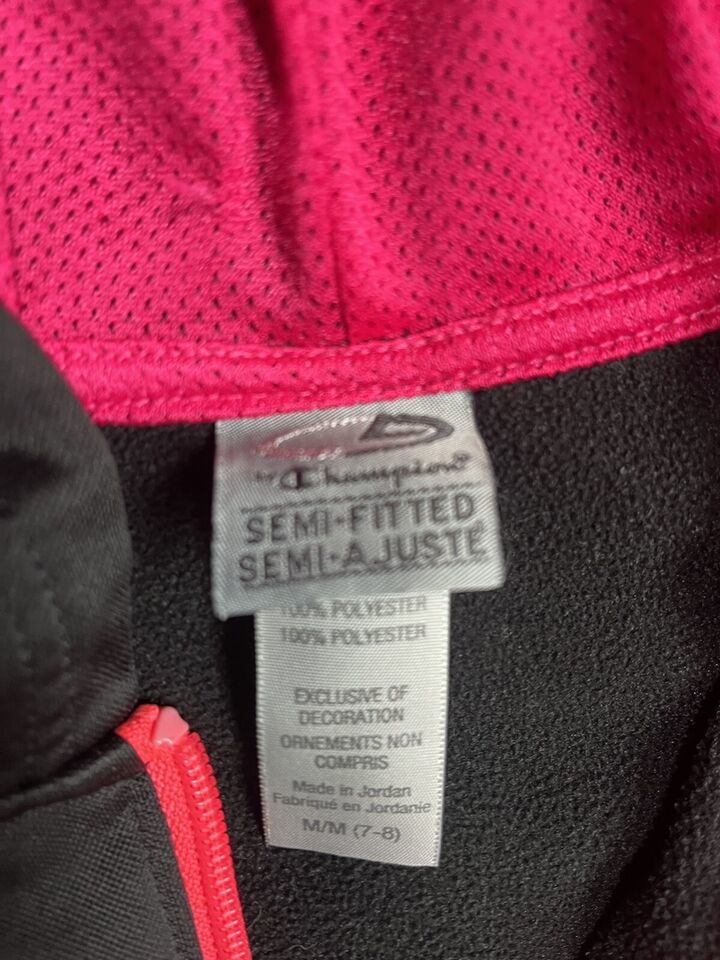 by Champion®
SEMI-FITTED
SEMI-AJUSTÉ
100% POLYESTER
100% POLYESTER
EXCLUSIVE OF
DECORATION
ORNEMENTS NON
COMPRIS
Made in Jordan
Fabriqué en Jordanie
M/M (7-8)